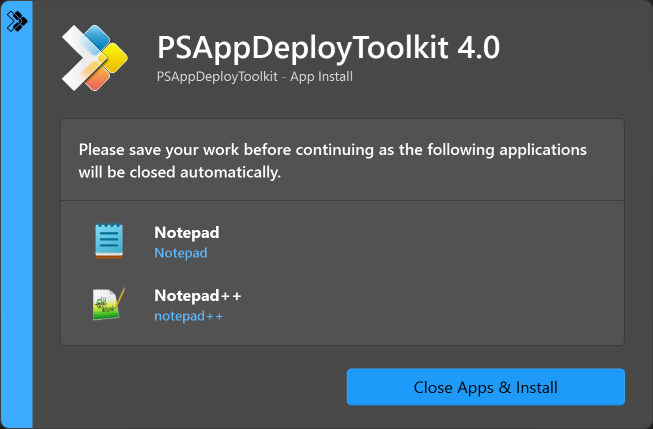 PSAppDeployToolkit 4.0
PSAppDeployToolkit - App Install
Please save your work before continuing as the following applications
will be closed automatically.
Notepad
Notepad
Notepad++
notepad++
Close Apps & Install